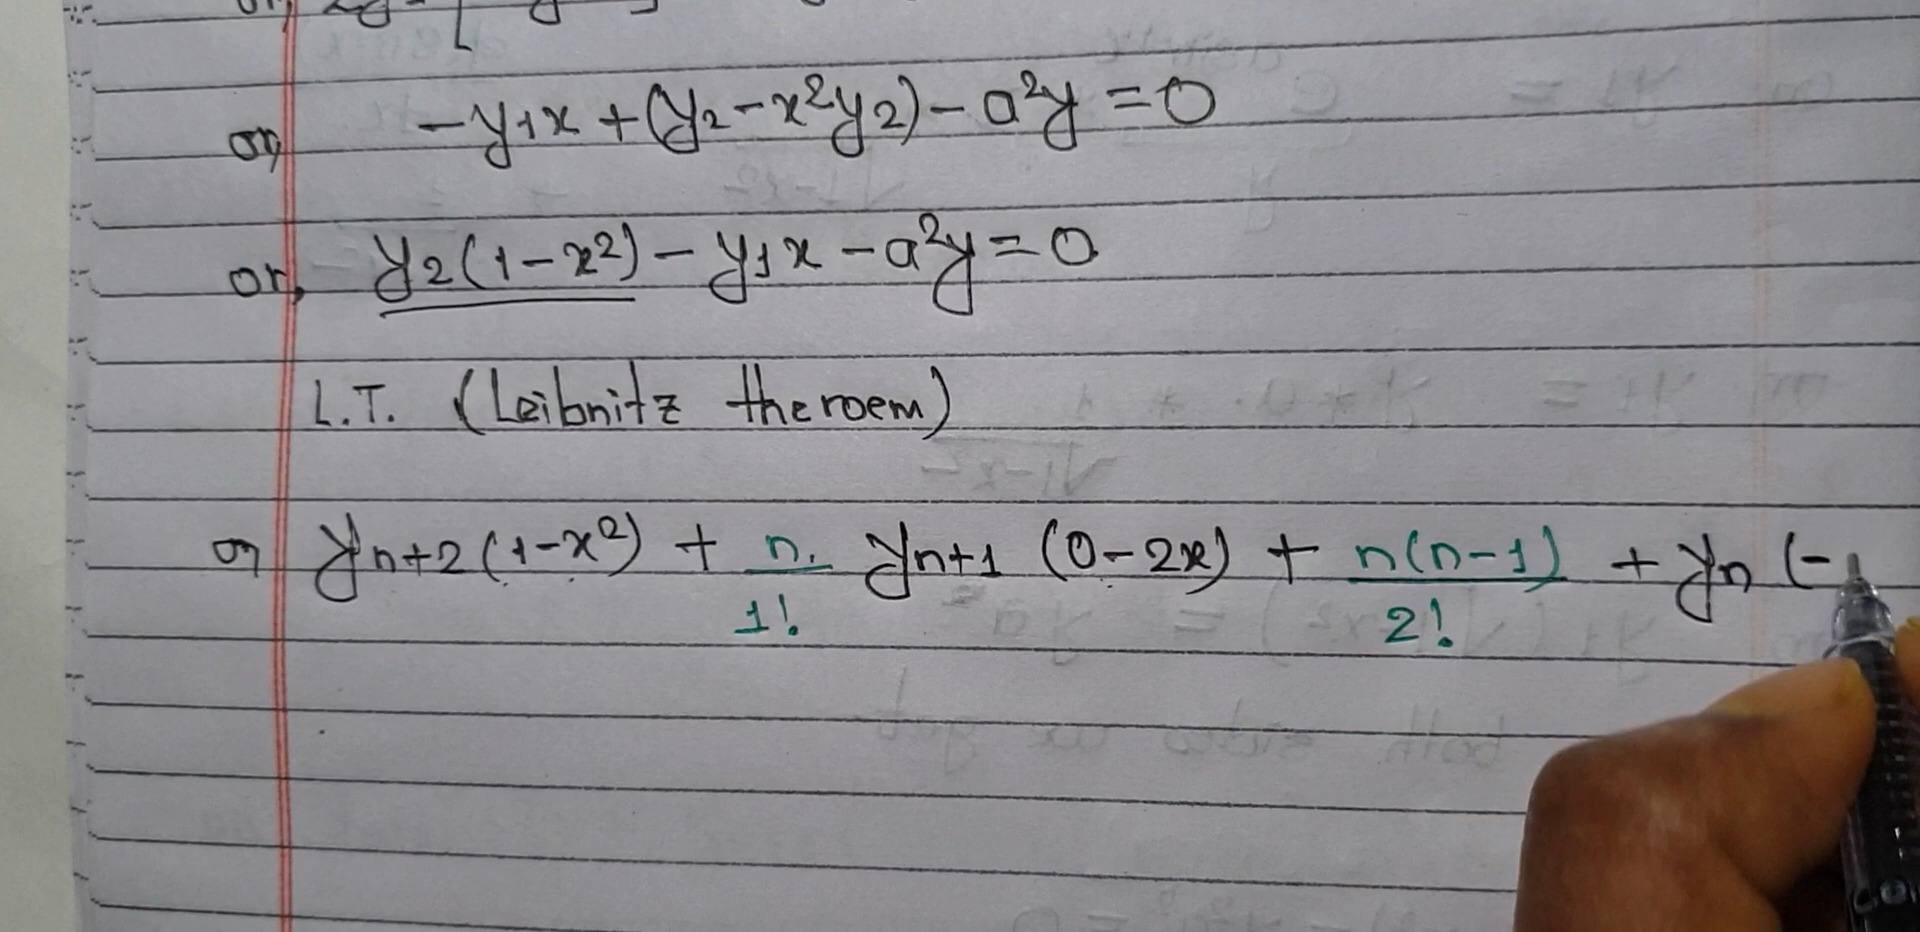 or, -y₁x + (y₂ - x²y₂) - a²y = 0
or, y₂(1-x²) - y₁x - a²y = 0
L.T. (Leibnitz theroem)
or yₙ₊₂(1-x²) + n/1! yₙ₊₁ (0-2x) + n(n-1)/2! + yₙ (-